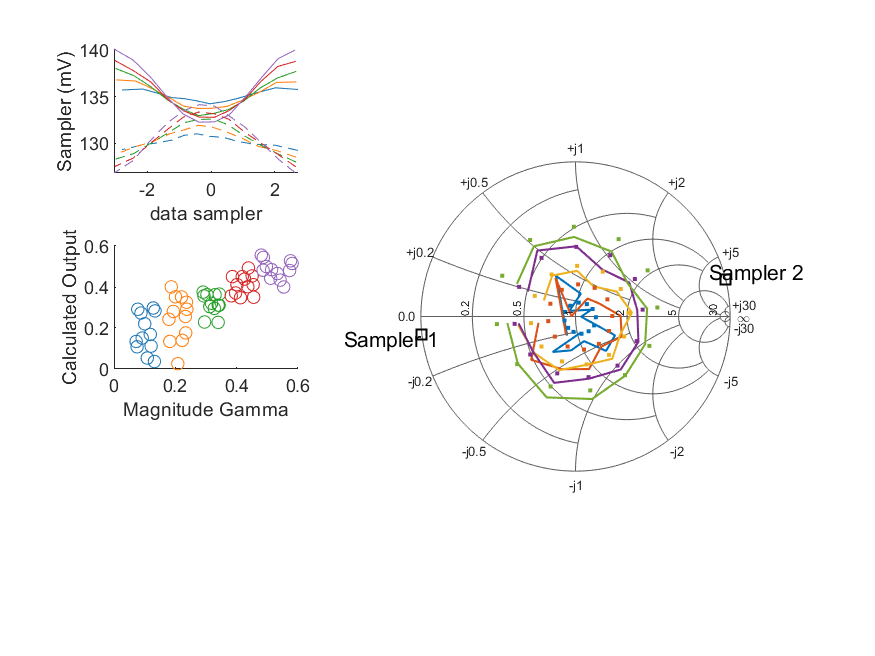 140
135
130
Sampler (mV)
-2
0
2
data sampler
0.6
0.4
0.2
0
Calculated Output
0
0.2
0.4
0.6
Magnitude Gamma
+j1
+j0.5
+j2
+j0.2
+j5
Sampler 2
0.0
0.2
0.5
2
5
30
+j30
∞
-j30
Sampler 1
-j0.2
-j5
-j0.5
-j2
-j1